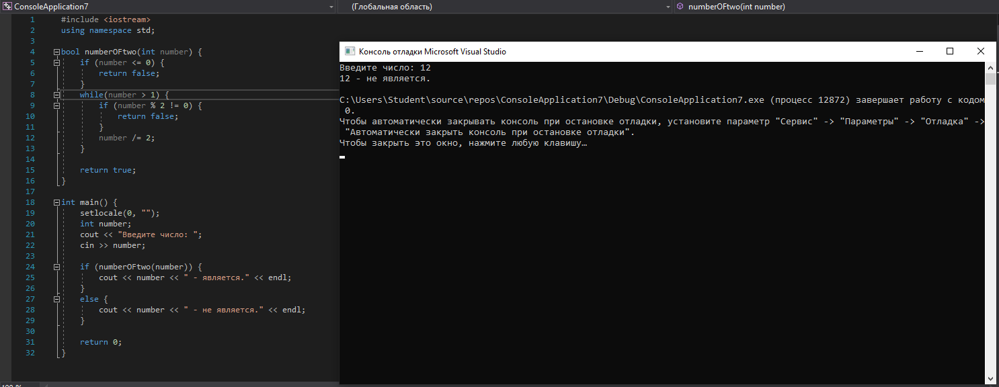 ConsoleApplication7 (Глобальная область) numberOFtwo(int number)
1 #include <iostream>
2 using namespace std;
3
4 bool numberOFtwo(int number) {
5 if (number <= 0) {
6 return false;
7 }
8 while(number > 1) {
9 if (number % 2 != 0) {
10 return false;
11 }
12 number /= 2;
13 }
14
15 return true;
16 }
17
18 int main() {
19 setlocale(0, "");
20 int number;
21 cout << "Введите число: ";
22 cin >> number;
23
24 if (numberOFtwo(number)) {
25 cout << number << " - является." << endl;
26 }
27 else {
28 cout << number << " - не является." << endl;
29 }
30
31 return 0;
32 }
Консоль отладки Microsoft Visual Studio
Введите число: 12
12 - не является.
C:\Users\Student\source\repos\ConsoleApplication7\Debug\ConsoleApplication7.exe (процесс 12872) завершает работу с кодом
0.
Чтобы автоматически закрывать консоль при остановке отладки, установите параметр "Сервис" -> "Параметры" -> "Отладка" ->
"Автоматически закрыть консоль при остановке отладки".
Чтобы закрыть это окно, нажмите любую клавишу…